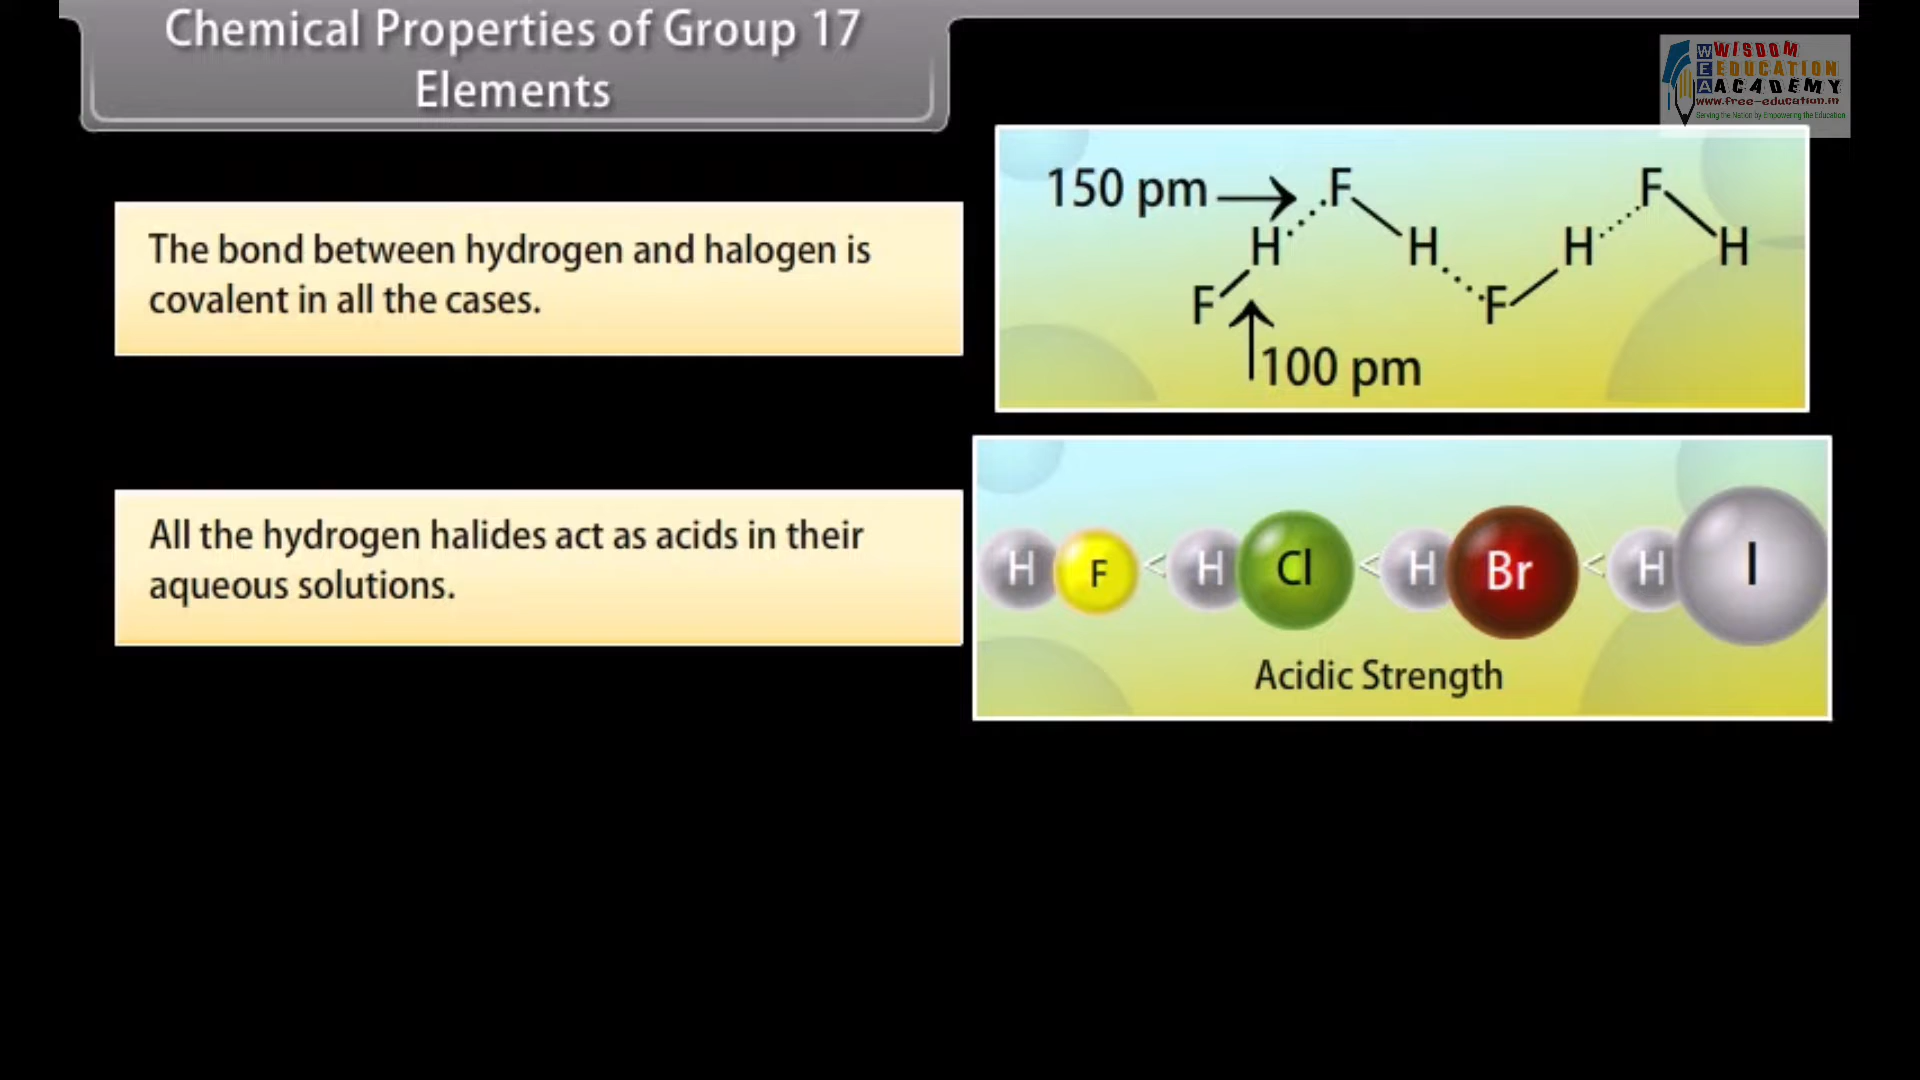 Chemical Properties of Group 17
Elements
WISDOM
EDUCATION
ACADEMY
WEA
www.free-education.in
Serving the Nation by Empowering the Education
The bond between hydrogen and halogen is
covalent in all the cases.
150 pm
F
F
H
H
H
H
F
F
100 pm
All the hydrogen halides act as acids in their
aqueous solutions.
H F < H Cl < H Br < H I
Acidic Strength